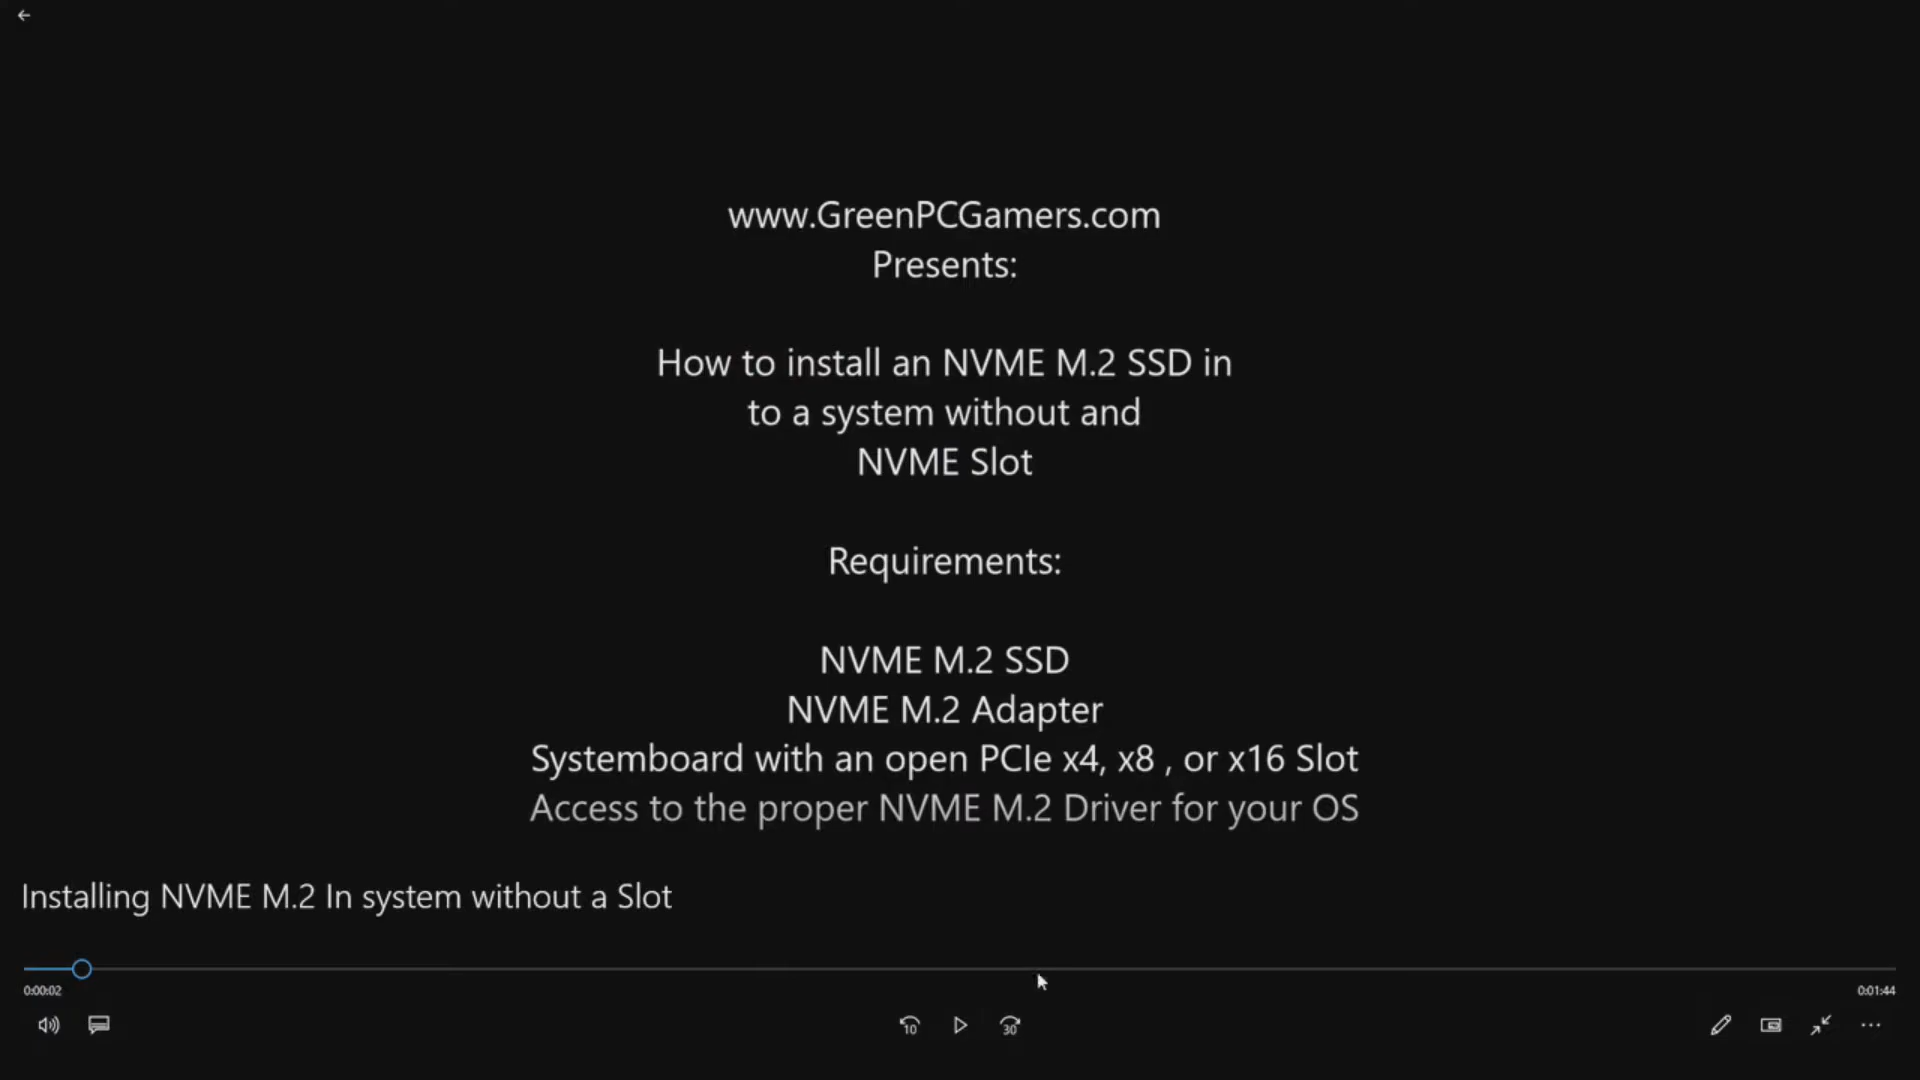 www.GreenPCGamers.com
Presents:
How to install an NVME M.2 SSD in
to a system without and
NVME Slot
Requirements:
NVME M.2 SSD
NVME M.2 Adapter
Systemboard with an open PCIe x4, x8 , or x16 Slot
Access to the proper NVME M.2 Driver for your OS
Installing NVME M.2 In system without a Slot
0:00:02
0:01:44
10
30